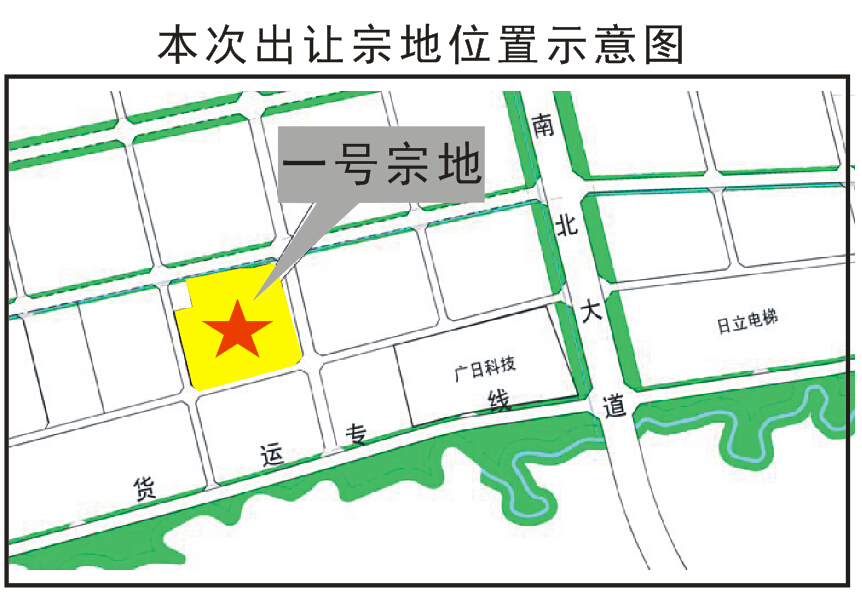 本次出让宗地位置示意图
一号宗地
南北大道
日立电梯
广日科技
货运专线